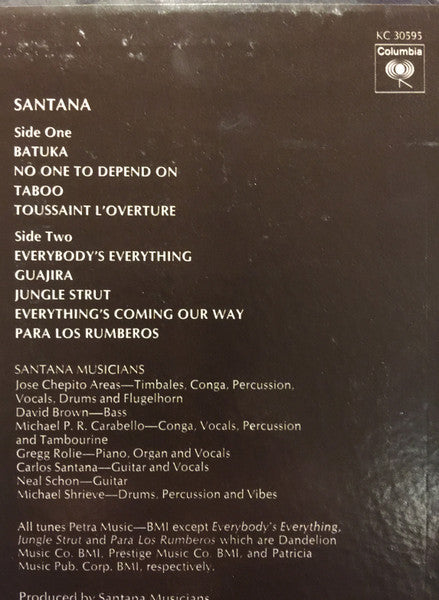 KC 30595
Columbia
SANTANA
Side One
BATUKA
NO ONE TO DEPEND ON
TABOO
TOUSSAINT L'OVERTURE
Side Two
EVERYBODY'S EVERYTHING
GUAJIRA
JUNGLE STRUT
EVERYTHING'S COMING OUR WAY
PARA LOS RUMBEROS
SANTANA MUSICIANS
Jose Chepito Areas—Timbales, Conga, Percussion,
Vocals, Drums and Flugelhorn
David Brown—Bass
Michael P. R. Carabello—Conga, Vocals, Percussion
and Tambourine
Gregg Rolie—Piano, Organ and Vocals
Carlos Santana—Guitar and Vocals
Neal Schon—Guitar
Michael Shrieve—Drums, Percussion and Vibes
All tunes Petra Music—BMI except Everybody's Everything,
Jungle Strut and Para Los Rumberos which are Dandelion
Music Co. BMI, Prestige Music Co. BMI, and Patricia
Music Pub. Corp. BMI, respectively.
Produced by Santana Musicians